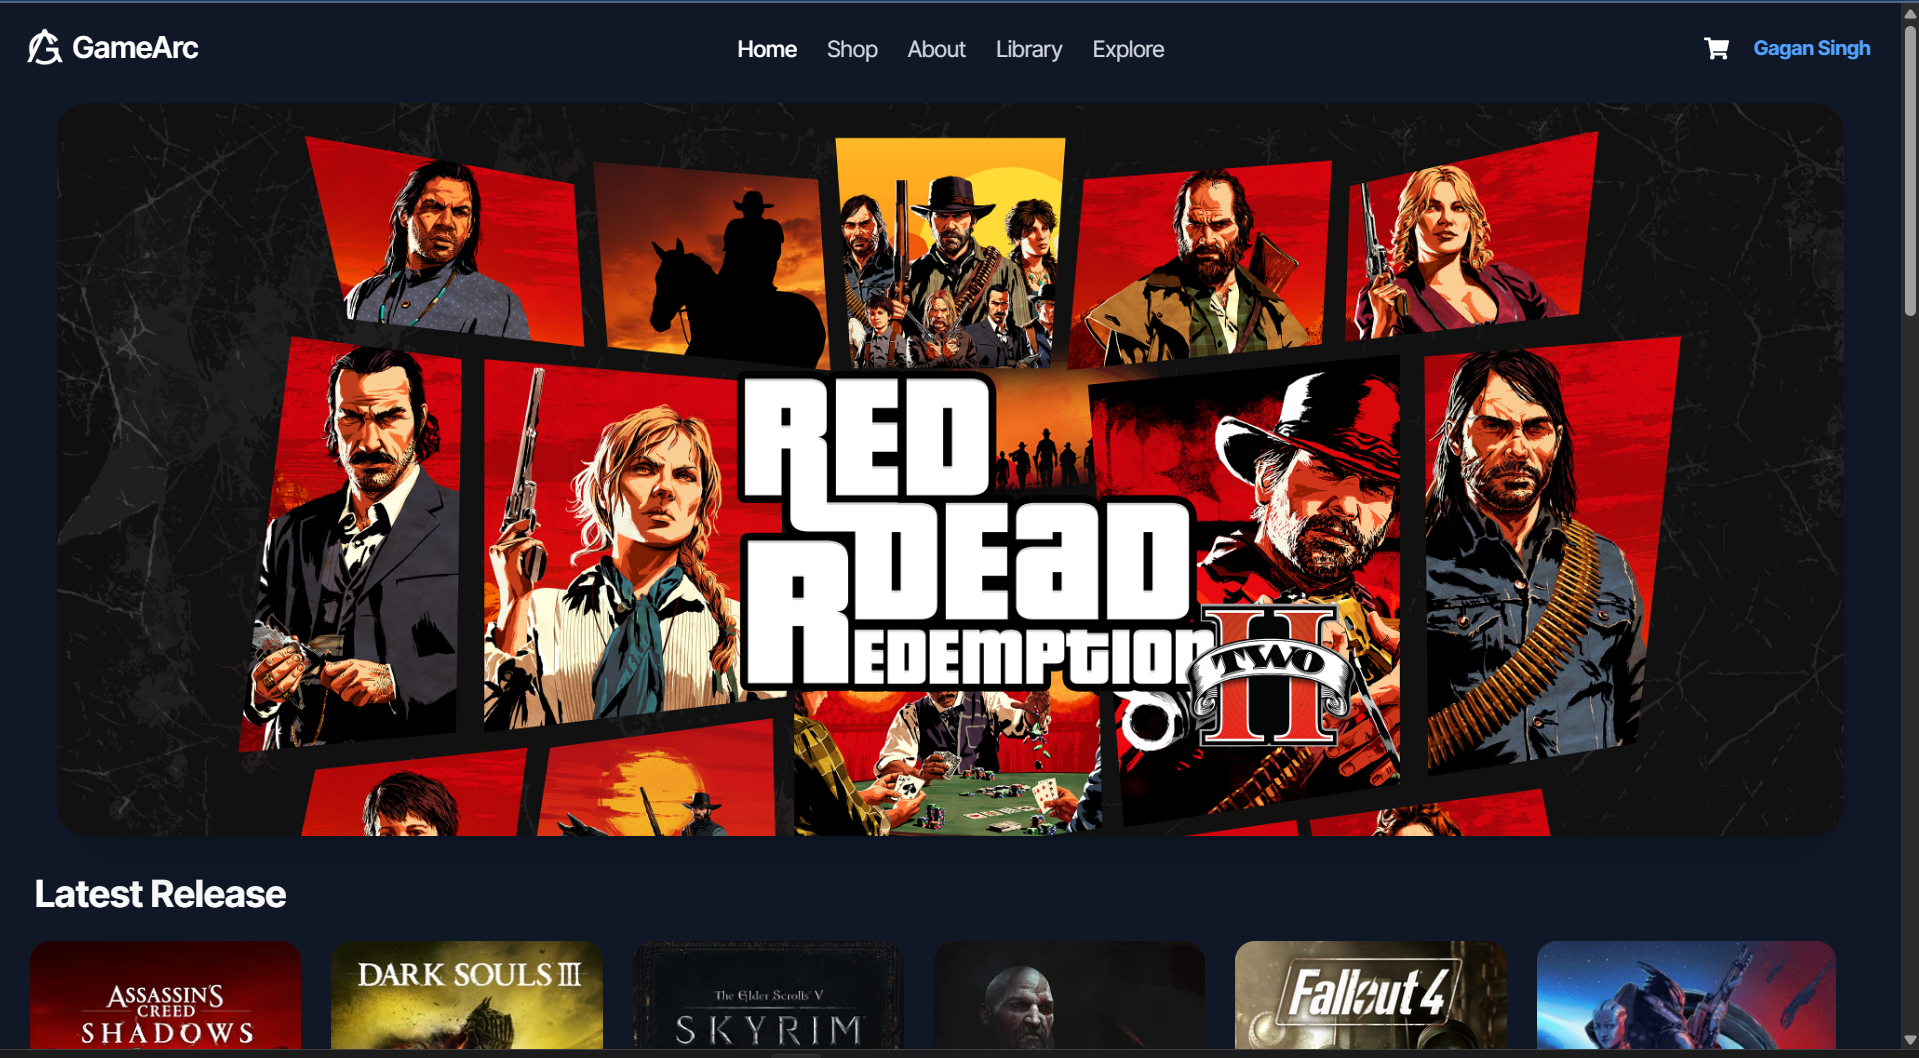 GameArc
Home Shop About Library Explore
Gagan Singh
RED
DEAD
REDEMPTION
II
TWO
Latest Release
ASSASSIN'S
CREED
SHADOWS
DARK SOULS III
The Elder Scrolls V
SKYRIM
Fallout 4